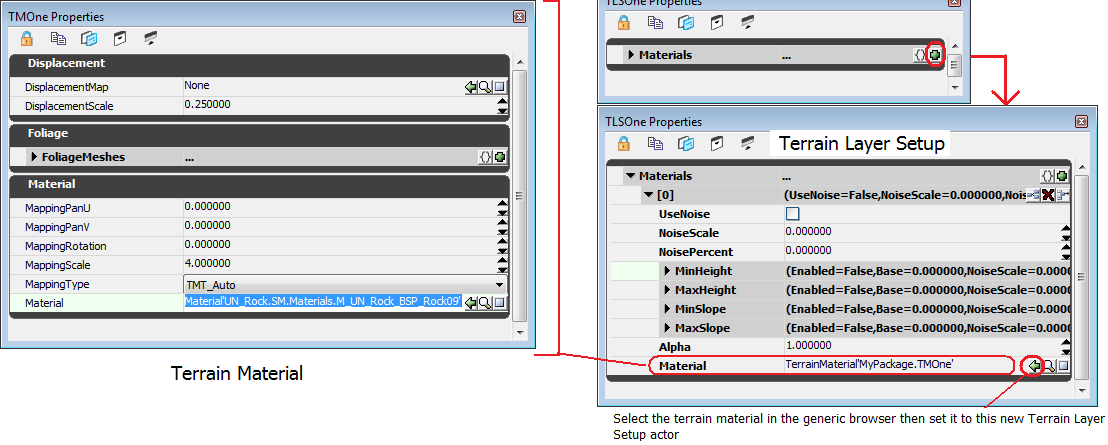 TMOne Properties
Displacement
DisplacementMap None
DisplacementScale 0.250000
Foliage
FoliageMeshes ...
Material
MappingPanU 0.000000
MappingPanV 0.000000
MappingRotation 0.000000
MappingScale 4.000000
MappingType TMT_Auto
Material Material'UN_Rock.SM.Materials.M_UN_Rock_BSP_Rock09'
Terrain Material
TLSOne Properties
Materials ...
TLSOne Properties
Terrain Layer Setup
Materials ...
[0] (UseNoise=False,NoiseScale=0.000000,Nois
UseNoise
NoiseScale 0.000000
NoisePercent 0.000000
MinHeight (Enabled=False,Base=0.000000,NoiseScale=0.0000
MaxHeight (Enabled=False,Base=0.000000,NoiseScale=0.0000
MinSlope (Enabled=False,Base=0.000000,NoiseScale=0.0000
MaxSlope (Enabled=False,Base=0.000000,NoiseScale=0.0000
Alpha 1.000000
Material TerrainMaterial'MyPackage.TMOne'
Select the terrain material in the generic browser then set it to this new Terrain Layer
Setup actor